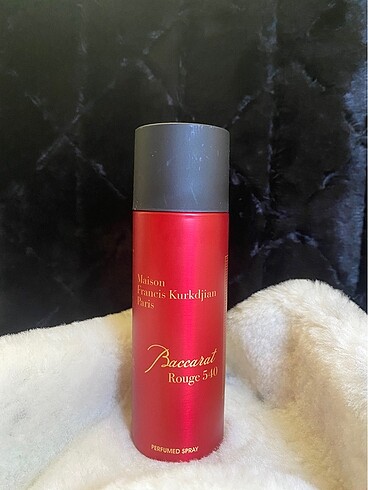 Maison
Francis Kurkdjian
Paris
Baccarat
Rouge 540
PERFUMED SPRAY